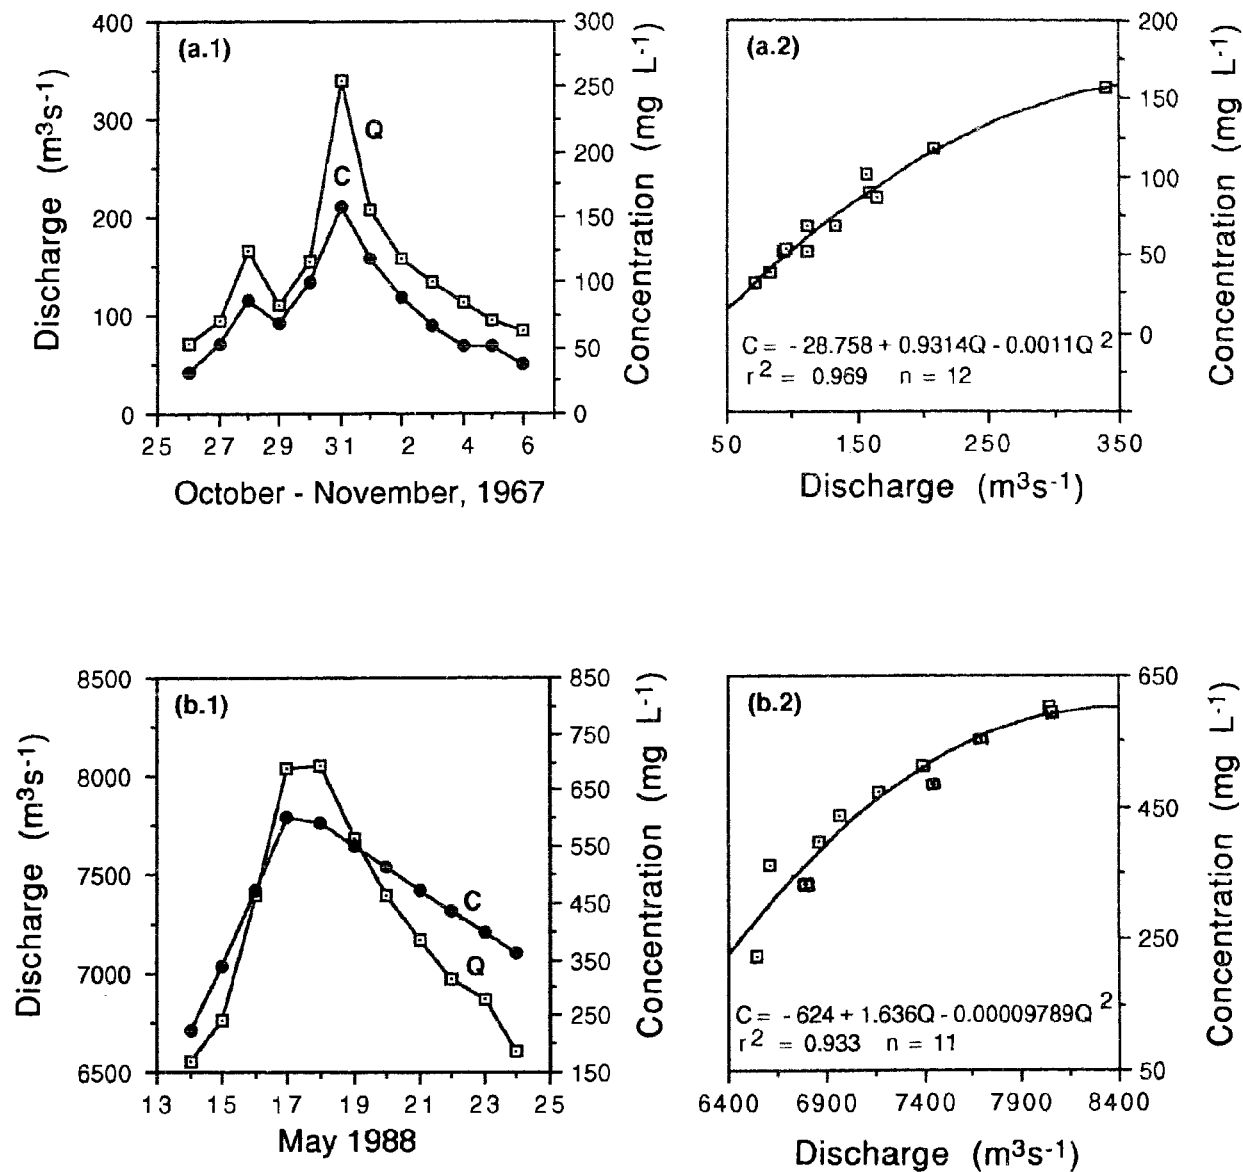 (a.1)
Q
C
400
300
200
100
0
Discharge (m³s⁻¹)
300
250
200
150
100
50
0
Concentration (mg L⁻¹)
25 27 29 31 2 4 6
October - November, 1967
(a.2)
C = - 28.758 + 0.9314Q - 0.0011Q ²
r ² = 0.969 n = 12
200
150
100
50
0
Concentration (mg L⁻¹)
50 150 250 350
Discharge (m³s⁻¹)
(b.1)
C
Q
8500
8000
7500
7000
6500
Discharge (m³s⁻¹)
850
750
650
550
450
350
250
150
Concentration (mg L⁻¹)
13 15 17 19 21 23 25
May 1988
(b.2)
C = - 624 + 1.636Q - 0.00009789Q ²
r ² = 0.933 n = 11
650
450
250
50
Concentration (mg L⁻¹)
6400 6900 7400 7900 8400
Discharge (m³s⁻¹)